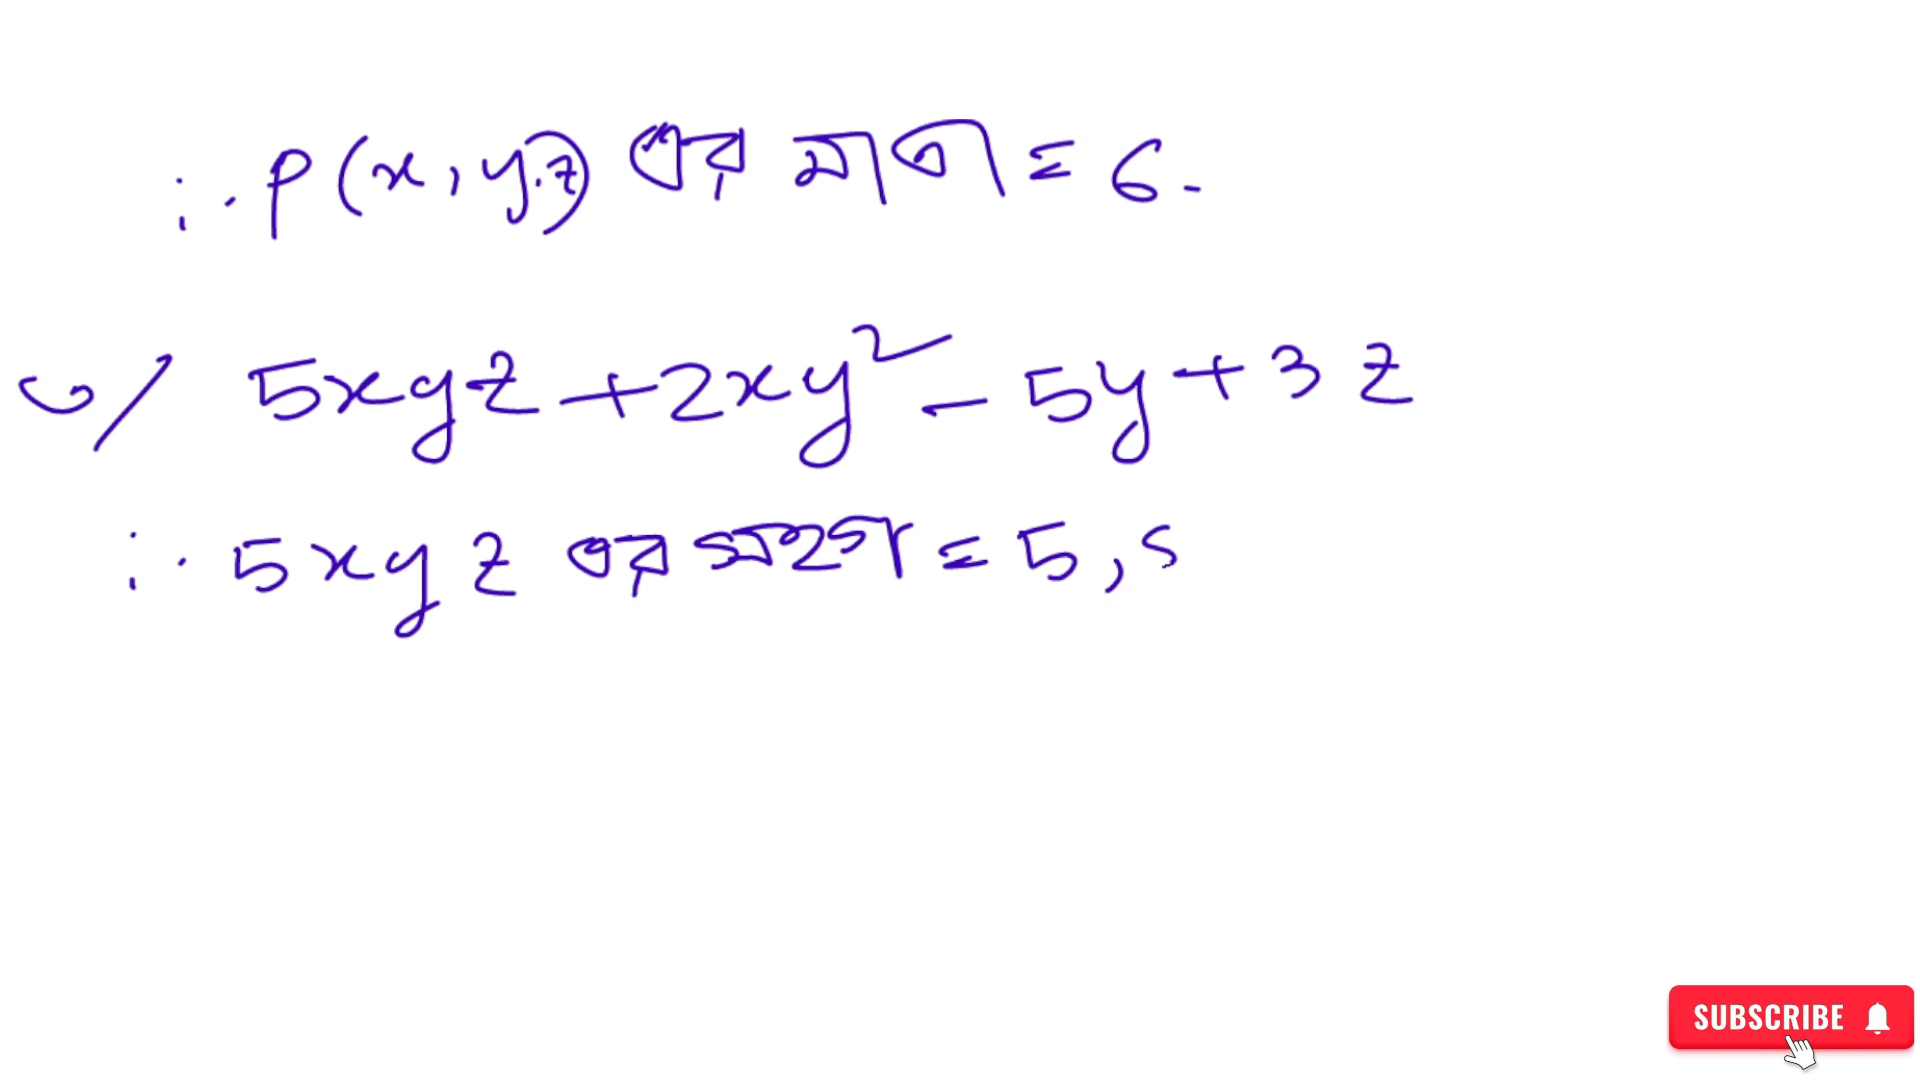 ∴ P(x, y, z) এর মাত্রা = 6.
৩/ 5xyz + 2xy² - 5y + 3z
∴ 5xyz এর সহগ = 5,
SUBSCRIBE